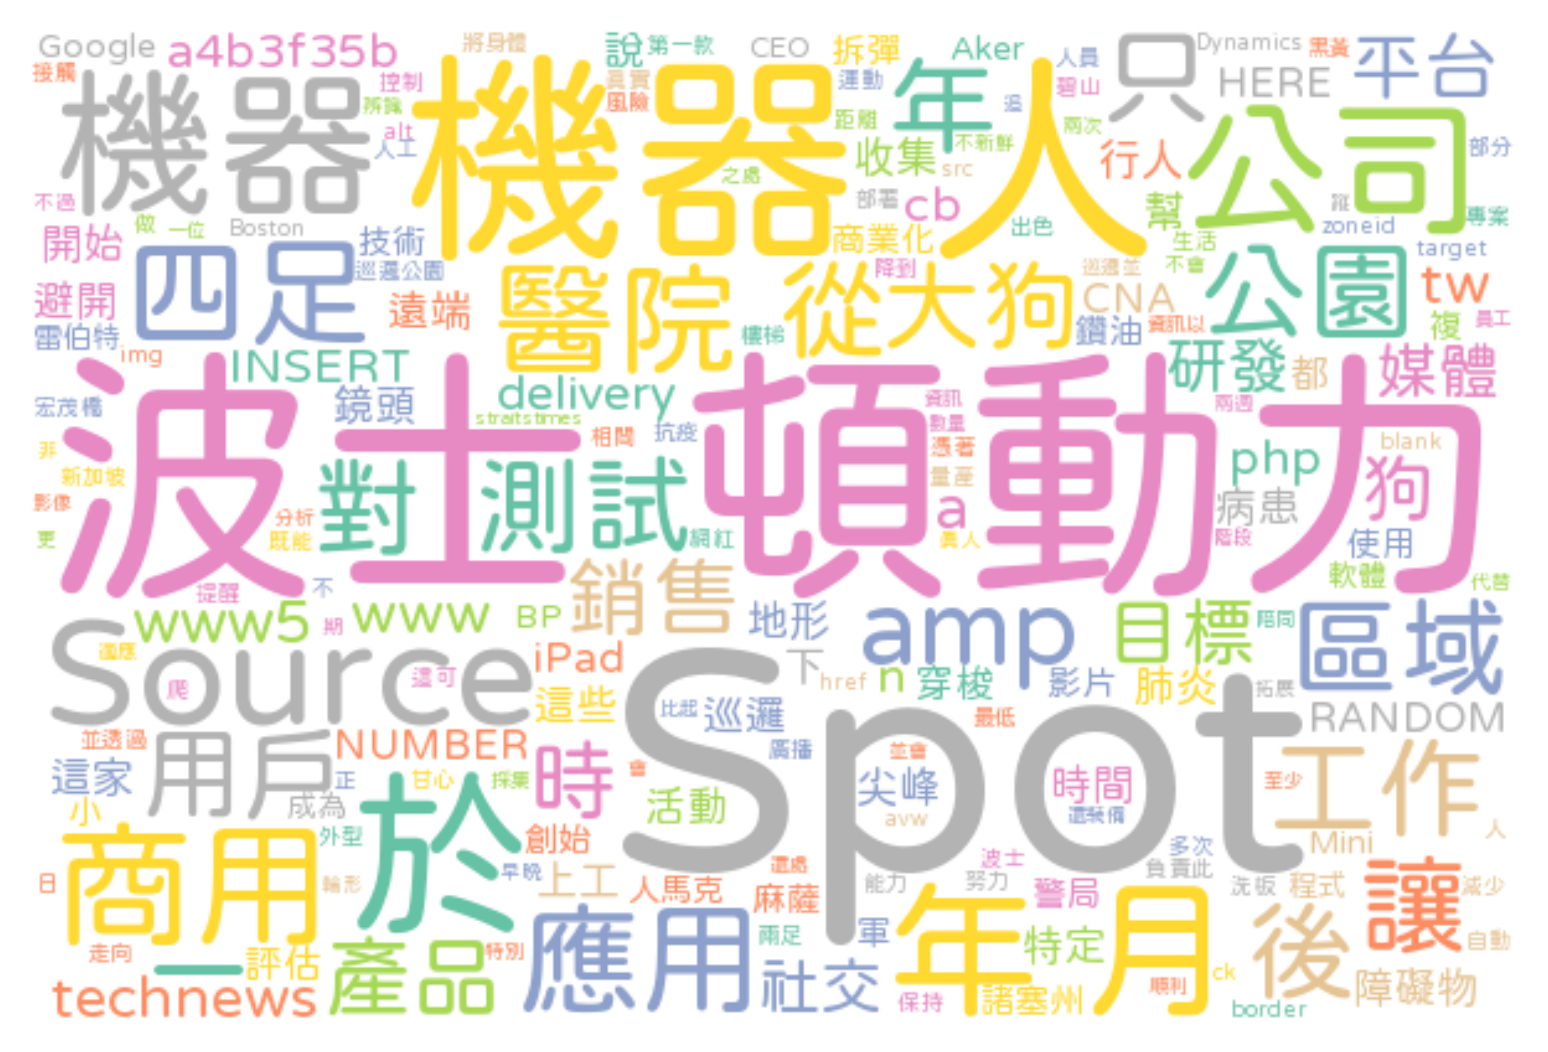 Google a4b3f35b 將身體 說 第一款 CEO 拆彈 Aker 人員 只 Dynamics 黑黃 平台
接觸 機器 控制 機器人 真實 風險 運動 年 追 碧山 HERE
辨識 alt 人工 距離 收集 不新鮮 src 兩次 行人 公司 部分
不過 做 一位 Boston 之處 部署 cb 出色 幫 蹤 zoneid 專案
開始 四足 技術 巡邏公園 商業化 降到 巡邏並 生活 不會 target
避開 遠端 醫院 從 大狗 CNA 公園 tw
雷伯特 img INSERT 樓梯 鑽油 資訊以 複 員工
宏茂橋 鏡頭 delivery straitstimes 資訊 研發 都 兩週 媒體
波士頓動力
非 新加坡 相關 抗疫 數量 憑著 blank
影像 對 測試 量產 a php 狗 病患
更 分析 既能 網紅 真人 階段 使用
提醒 不 銷售 軟體 代替
www5 期 www BP 地形 amp 目標 陪同 區域
Source 適應 爬 這可 iPad 下 href n 穿梭 影片 肺炎 拓展
這些 Spot 比起 巡邏 最低 RANDOM
並透過 用戶 NUMBER 時 廣播 並會
這家 正 甘心 採集 會 尖峰 時間 至少 工作
小 成為 於 活動 avw 還裝備
商用 外型 創始 波士 多次 Mini 人
日 輪形 早晚 上工 人馬克 還處 麻薩 能力 努力 警局 負責此 洗板 程式 讓 減少
走向 一 評估 產品 特別 應用 兩足 軍 年月 特定 後 自動
technews 社交 保持 諸塞州 順利 ck border 障礙物